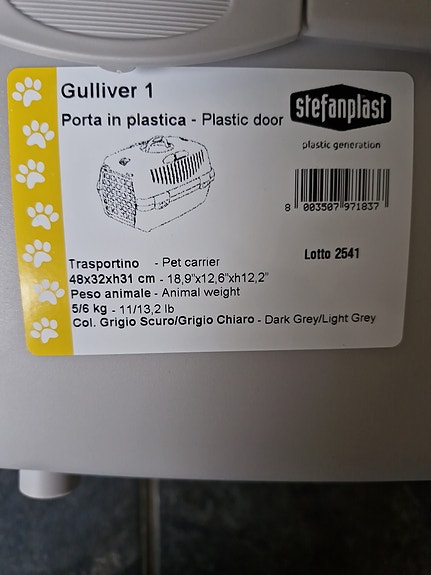 Gulliver 1
stefanplast
Porta in plastica - Plastic door
plastic generation
8 003507 971837
Lotto 2541
Trasportino - Pet carrier
48x32xh31 cm - 18,9"x12,6"xh12,2"
Peso animale - Animal weight
5/6 kg - 11/13,2 lb
Col. Grigio Scuro/Grigio Chiaro - Dark Grey/Light Grey